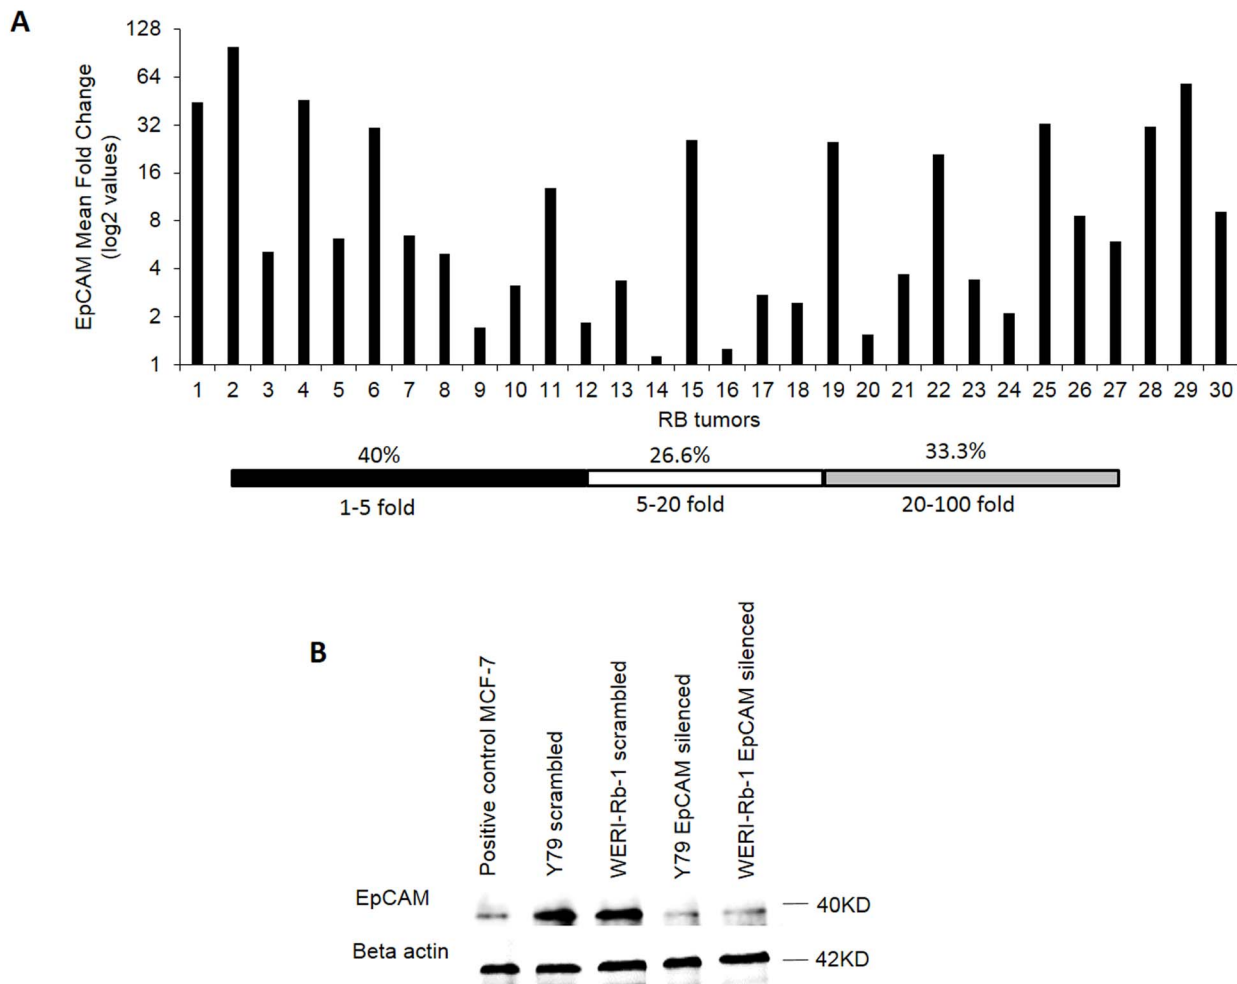 A
EpCAM Mean Fold Change
(log2 values)
128
64
32
16
8
4
2
1
1 2 3 4 5 6 7 8 9 10 11 12 13 14 15 16 17 18 19 20 21 22 23 24 25 26 27 28 29 30
RB tumors
40% 26.6% 33.3%
1-5 fold 5-20 fold 20-100 fold
B
Positive control MCF-7
Y79 scrambled
WERI-Rb-1 scrambled
Y79 EpCAM silenced
WERI-Rb-1 EpCAM silenced
EpCAM 40KD
Beta actin 42KD